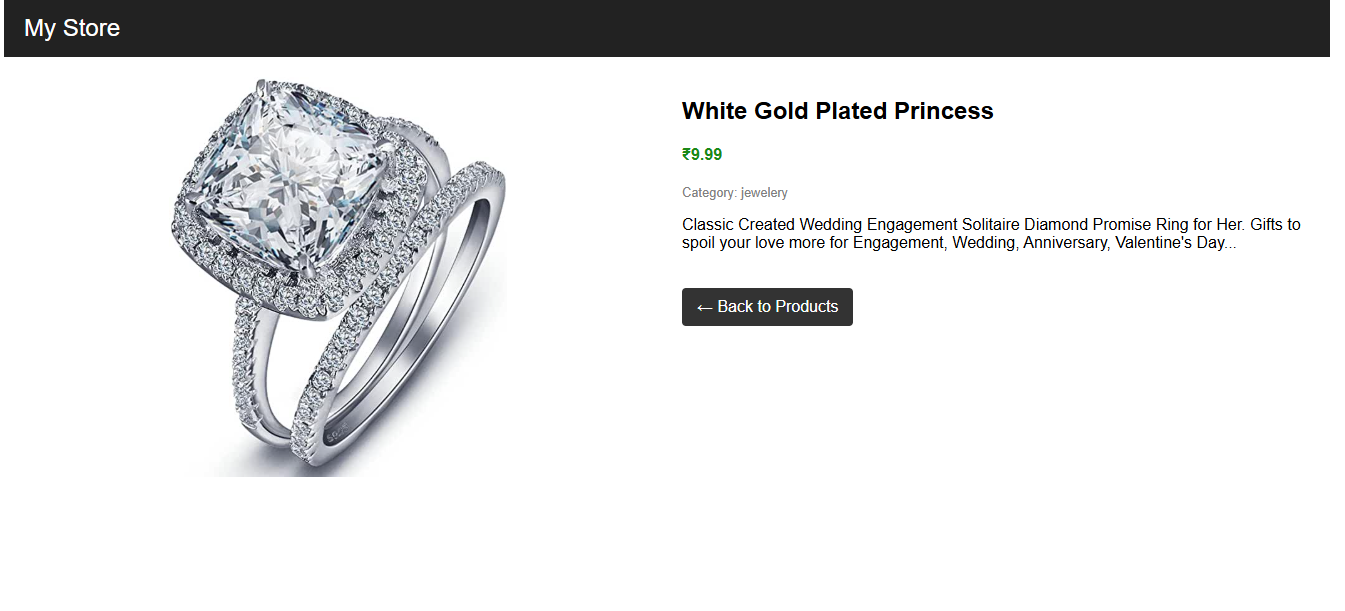 My Store
White Gold Plated Princess
₹9.99
Category: jewelery
Classic Created Wedding Engagement Solitaire Diamond Promise Ring for Her. Gifts to
spoil your love more for Engagement, Wedding, Anniversary, Valentine's Day...
← Back to Products